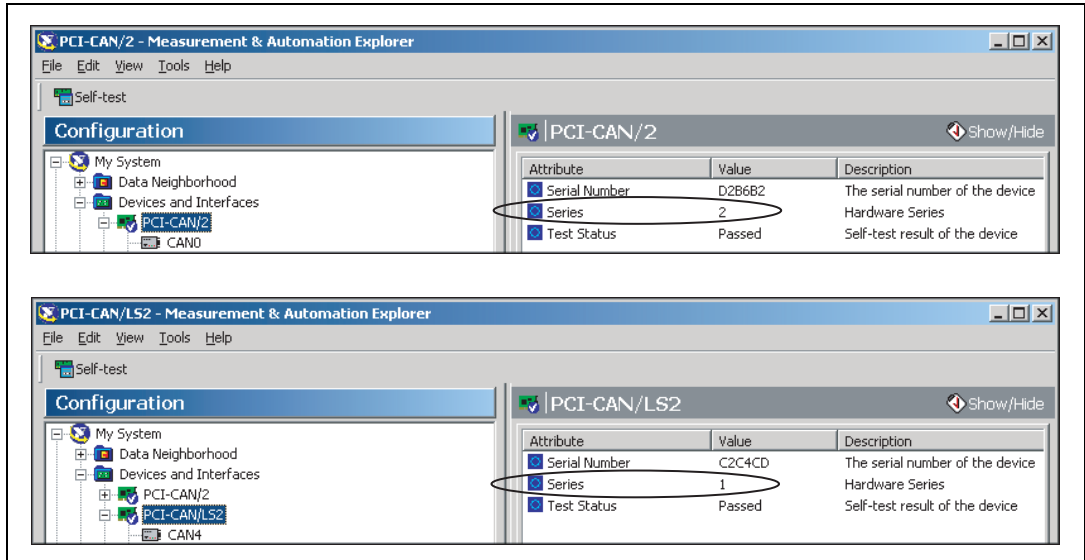 PCI-CAN/2 - Measurement & Automation Explorer
File Edit View Tools Help
Self-test
Configuration
PCI-CAN/2
Show/Hide
My System
Data Neighborhood
Devices and Interfaces
PCI-CAN/2
CAN0
Attribute Value Description
Serial Number D2B6B2 The serial number of the device
Series 2 Hardware Series
Test Status Passed Self-test result of the device
PCI-CAN/LS2 - Measurement & Automation Explorer
File Edit View Tools Help
Self-test
Configuration
PCI-CAN/LS2
Show/Hide
My System
Data Neighborhood
Devices and Interfaces
PCI-CAN/2
PCI-CAN/LS2
CAN4
Attribute Value Description
Serial Number C2C4CD The serial number of the device
Series 1 Hardware Series
Test Status Passed Self-test result of the device